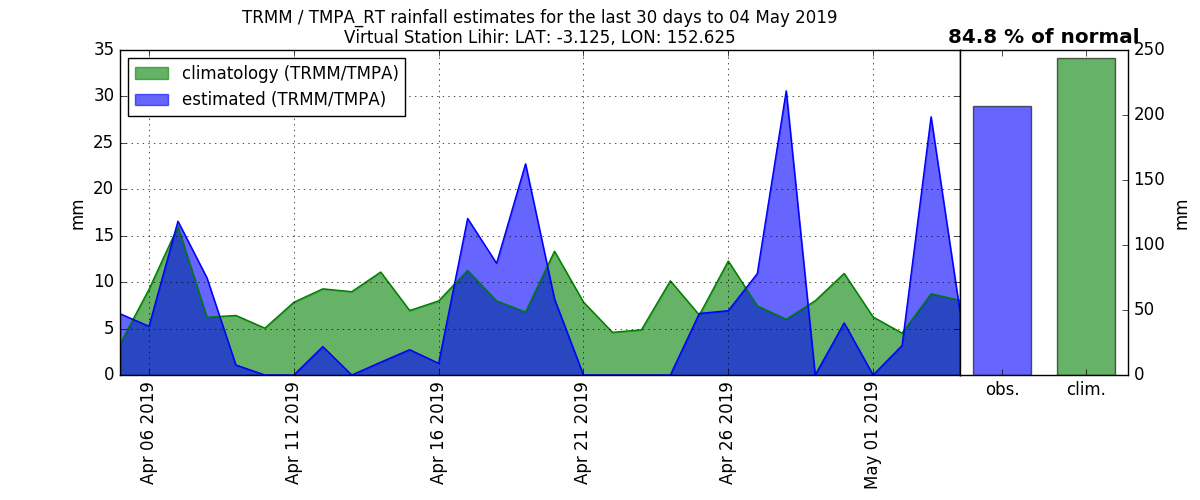 TRMM / TMPA_RT rainfall estimates for the last 30 days to 04 May 2019
Virtual Station Lihir: LAT: -3.125, LON: 152.625
84.8 % of normal
climatology (TRMM/TMPA)
estimated (TRMM/TMPA)
35
30
25
20
15
10
5
0
mm
Apr 06 2019
Apr 11 2019
Apr 16 2019
Apr 21 2019
Apr 26 2019
May 01 2019
250
200
150
100
50
0
mm
obs.
clim.